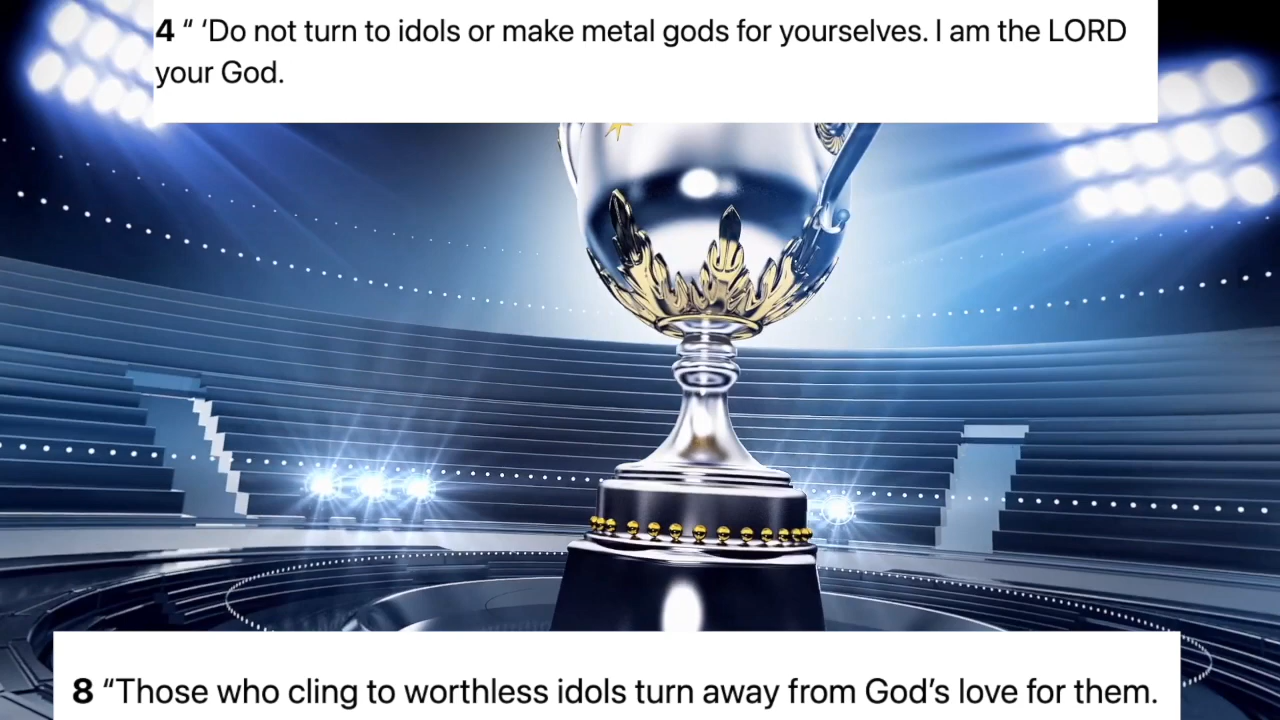 4 “ ‘Do not turn to idols or make metal gods for yourselves. I am the LORD
your God.
8 “Those who cling to worthless idols turn away from God’s love for them.